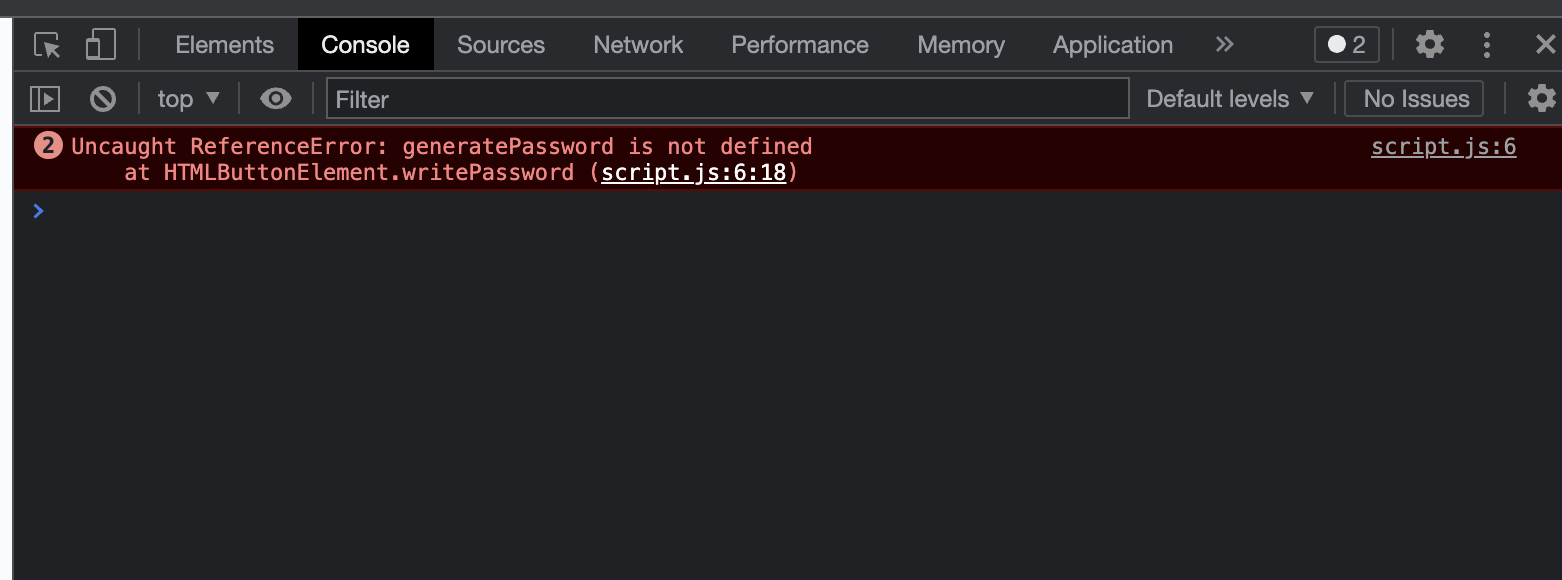 Elements Console Sources Network Performance Memory Application 2
top Filter Default levels No Issues
2 Uncaught ReferenceError: generatePassword is not defined script.js:6
at HTMLButtonElement.writePassword (script.js:6:18)